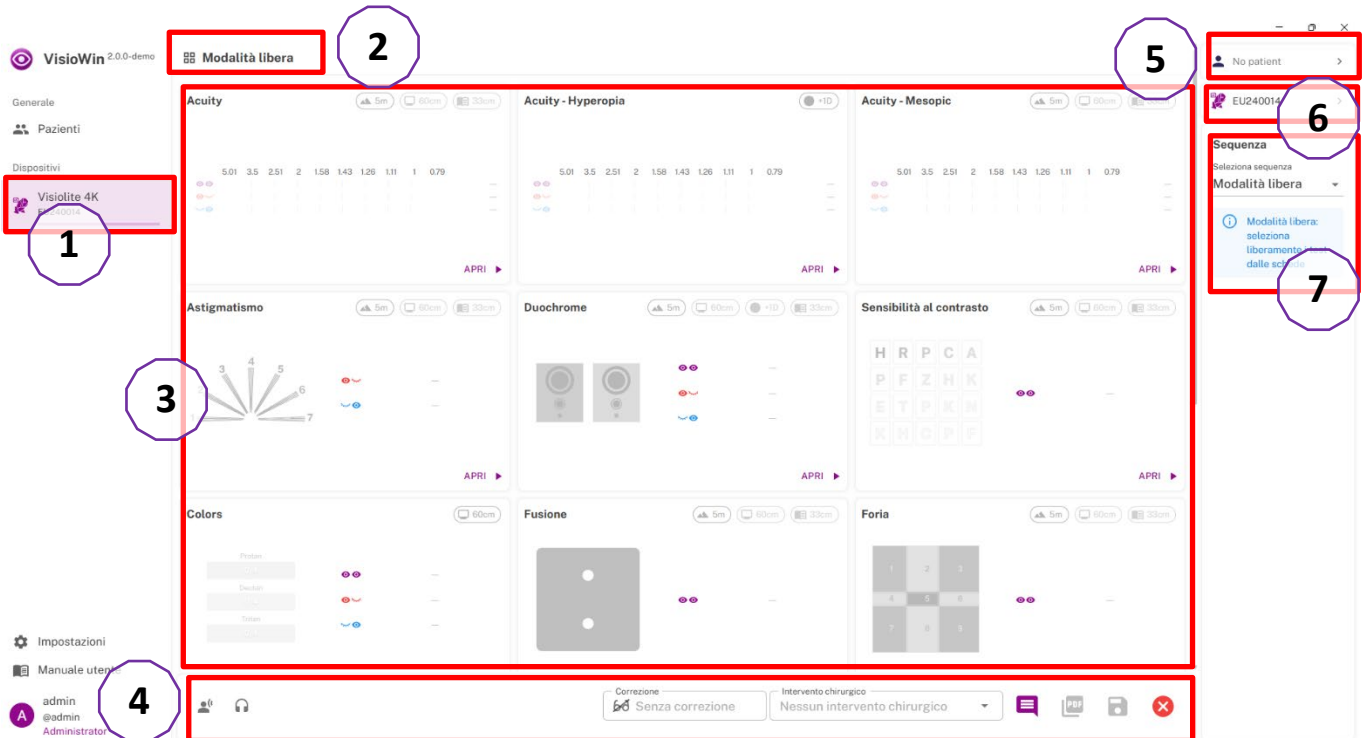 VisioWin 2.0.0-demo
Modalità libera
2
5
No patient
Generale
Pazienti
Dispositivi
Visiolite 4K
EU240014
1
Acuity
5m
60cm
33cm
5.01 3.5 2.51 2 1.58 1.43 1.26 1.11 1 0.79
APRI
Acuity - Hyperopia
+1D
5.01 3.5 2.51 2 1.58 1.43 1.26 1.11 1 0.79
APRI
Acuity - Mesopic
5m
60cm
33cm
5.01 3.5 2.51 2 1.58 1.43 1.26 1.11 1 0.79
APRI
EU240014
6
Sequenza
Seleziona sequenza
Modalità libera
Modalità libera:
seleziona
liberamente i test
dalle schede
7
Astigmatismo
5m
60cm
33cm
3 4 5
6
1 7
3
APRI
Duochrome
5m
60cm
+1D
33cm
APRI
Sensibilità al contrasto
5m
60cm
33cm
H R P C A
P F Z H K
E T P K N
X H C P F
APRI
Colors
60cm
Protan
Deutan
Tritan
Fusione
5m
60cm
33cm
Foria
5m
60cm
33cm
1 2 3
4 5 6
7 8 9
Impostazioni
Manuale utente
A
admin
@admin
Administrator
4
Correzione
Senza correzione
Intervento chirurgico
Nessun intervento chirurgico
PDF